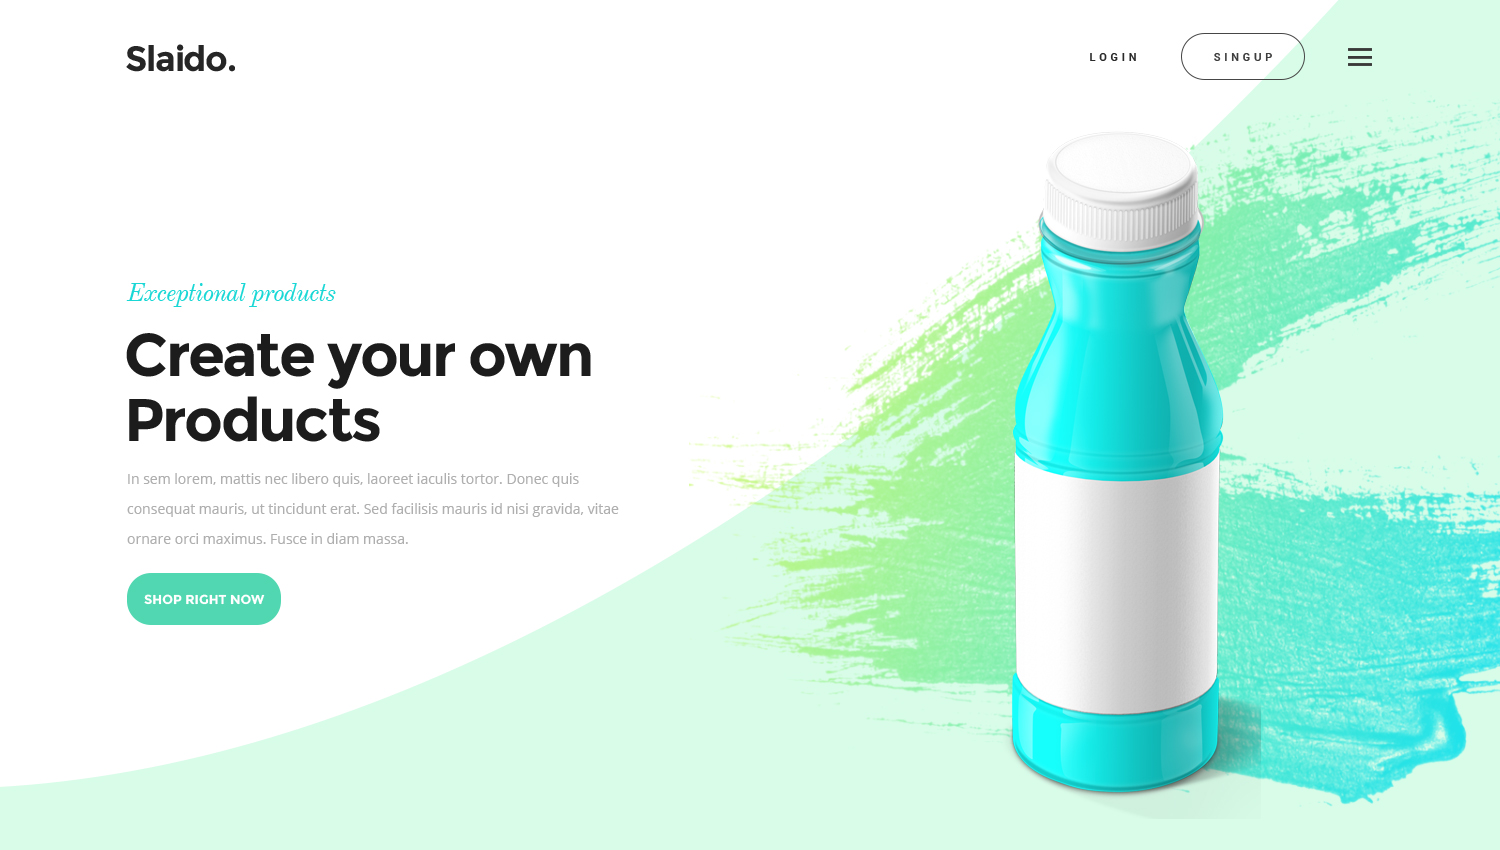 Slaido.
LOGIN
SINGUP
Exceptional products
Create your own
Products
In sem lorem, mattis nec libero quis, laoreet iaculis tortor. Donec quis
consequat mauris, ut tincidunt erat. Sed facilisis mauris id nisi gravida, vitae
ornare orci maximus. Fusce in diam massa.
SHOP RIGHT NOW